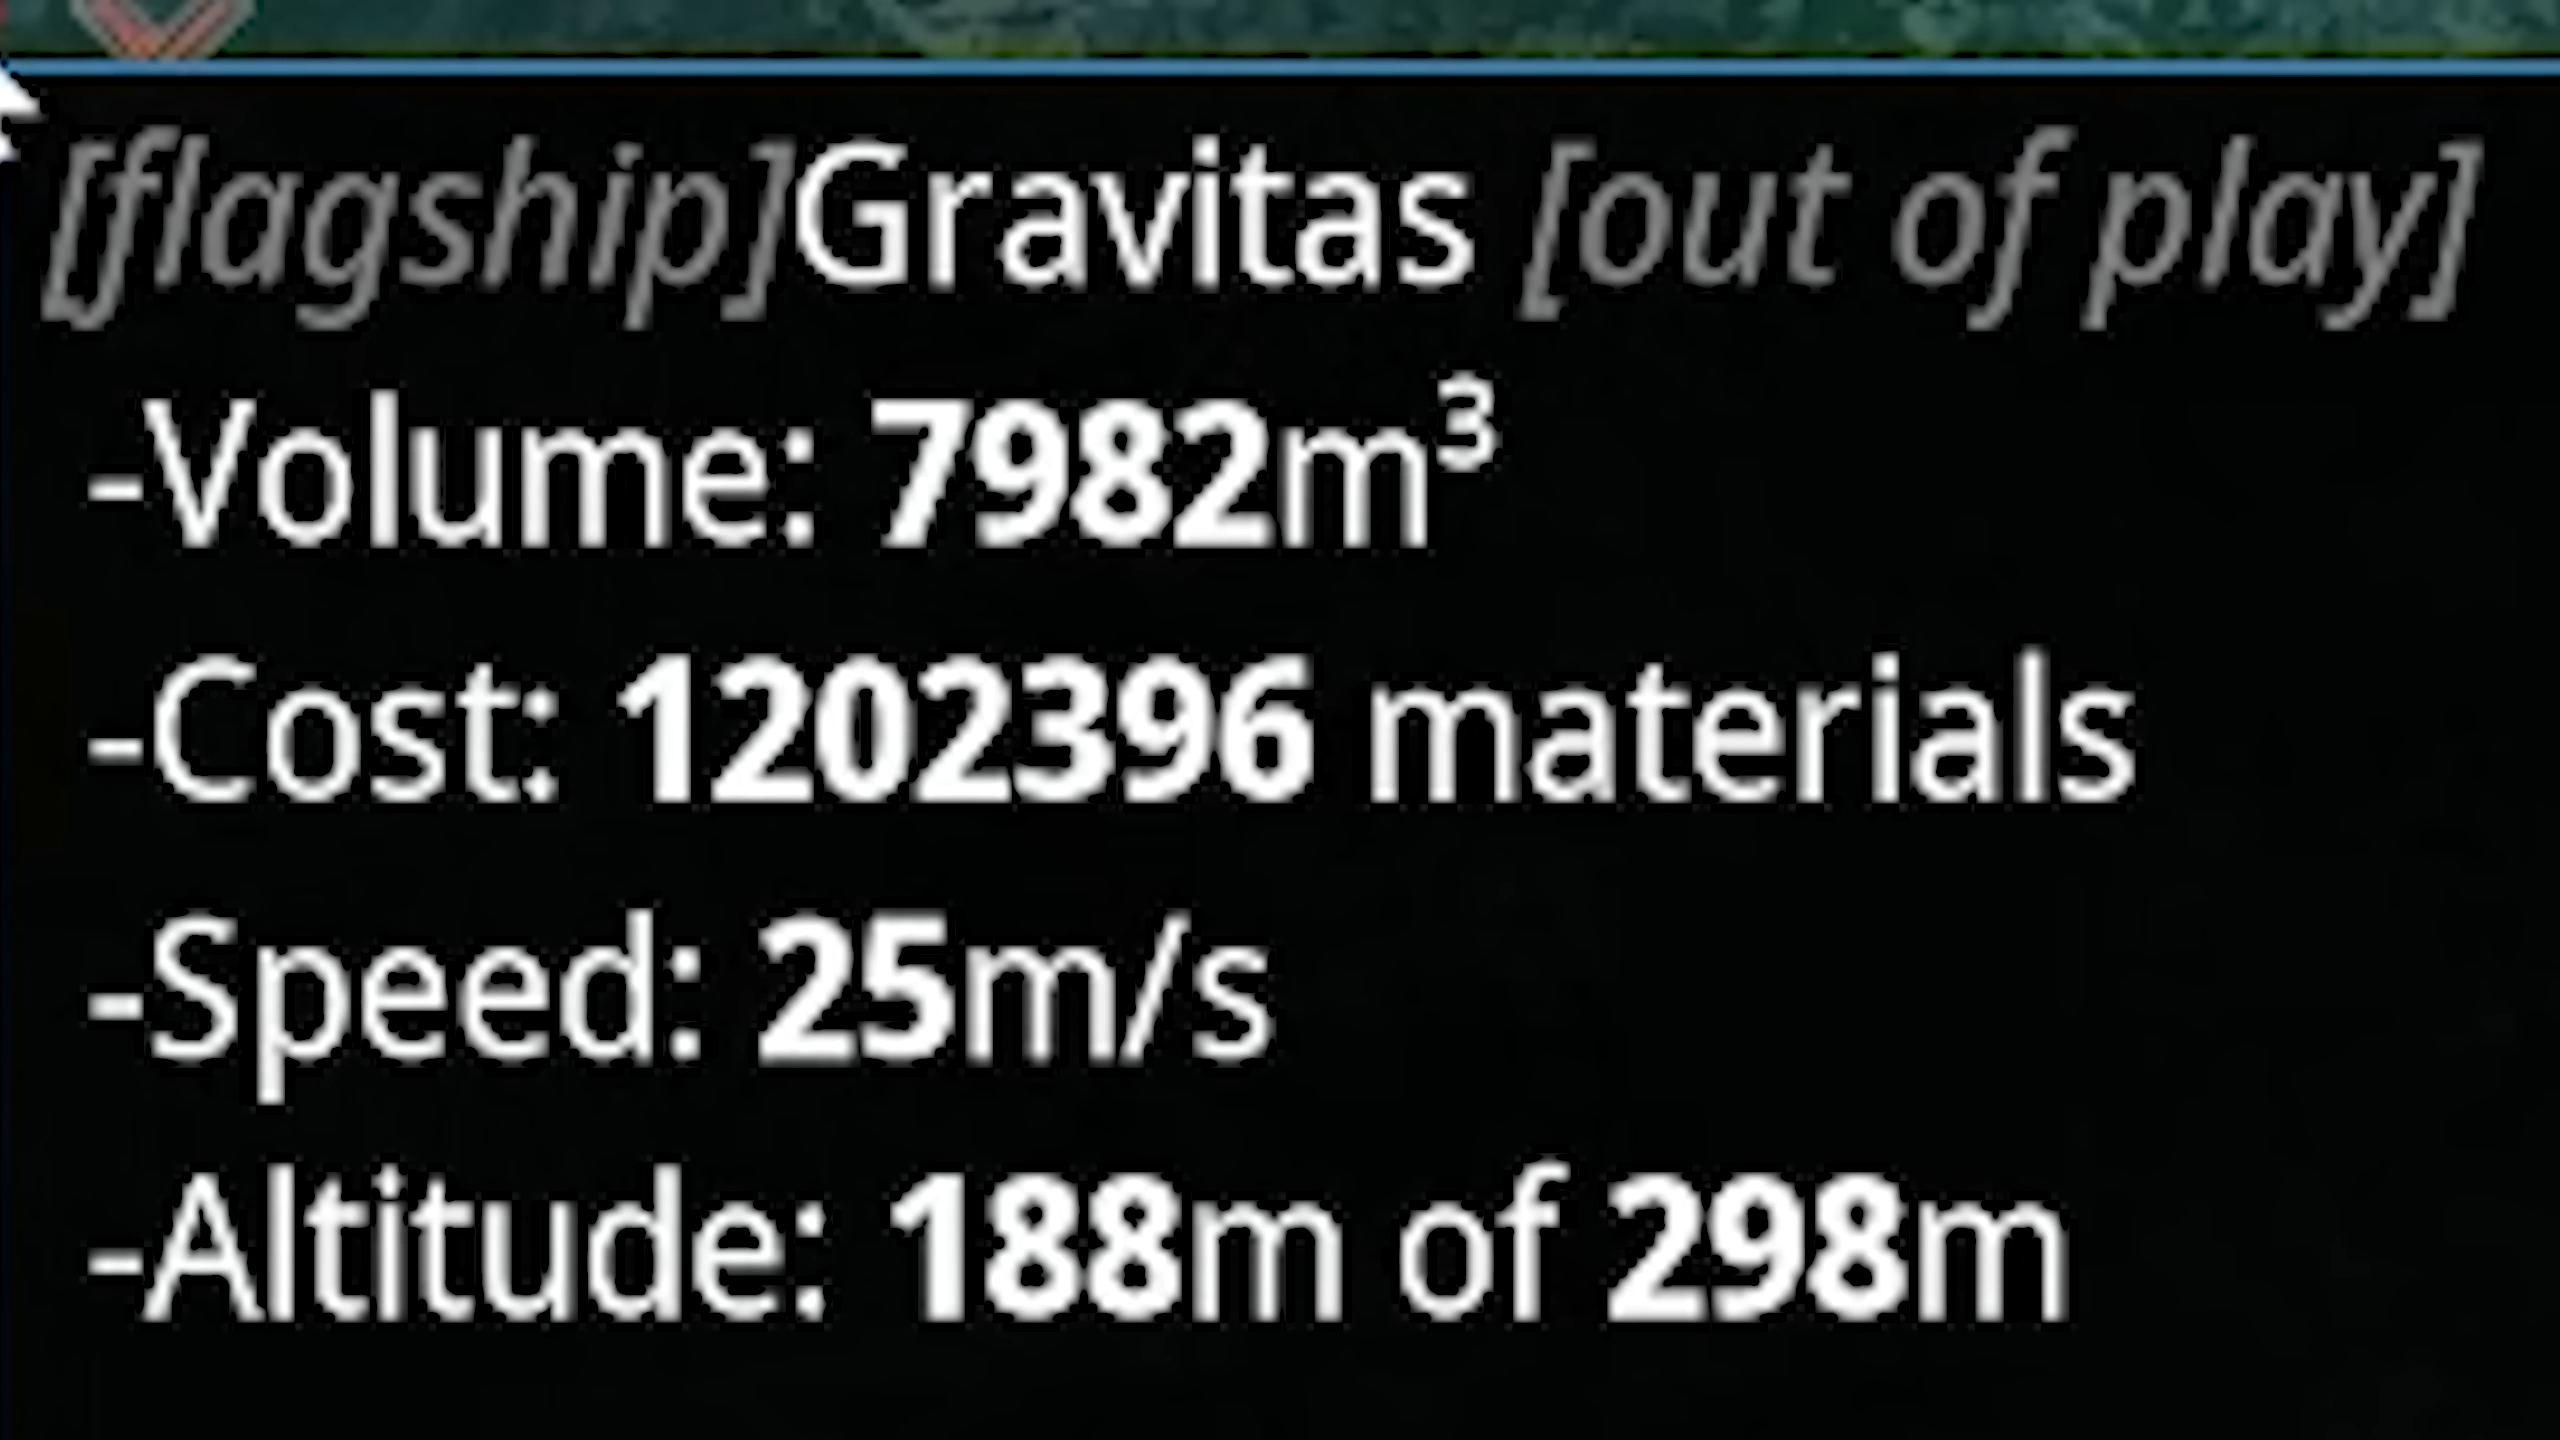 [flagship]Gravitas [out of play]
-Volume: 7982m³
-Cost: 1202396 materials
-Speed: 25m/s
-Altitude: 188m of 298m